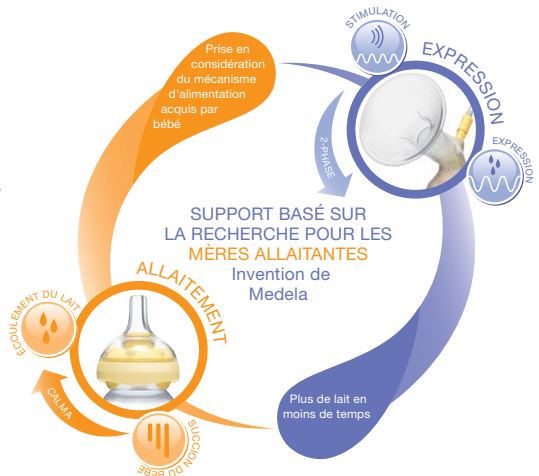 STIMULATION
EXPRESSION
Prise en
considération
du mécanisme
d'alimentation
acquis par
bébé
2-PHASE
EXPRESSION
SUPPORT BASÉ SUR
LA RECHERCHE POUR LES
MÈRES ALLAITANTES
Invention de
Medela
ALLAITEMENT
ÉCOULEMENT DU LAIT
CALMA
SUCCION DU BÉBÉ
Plus de lait en
moins de temps